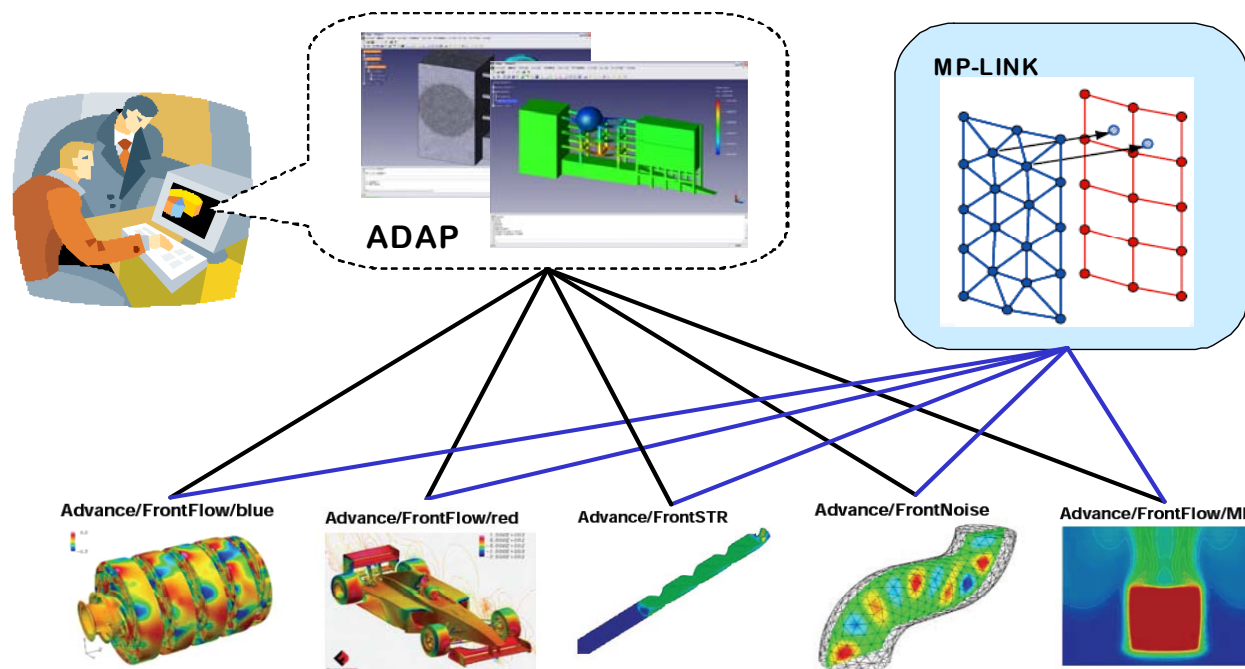 MP-LINK
ADAP
Advance/FrontFlow/blue
Advance/FrontFlow/red
Advance/FrontSTR
Advance/FrontNoise